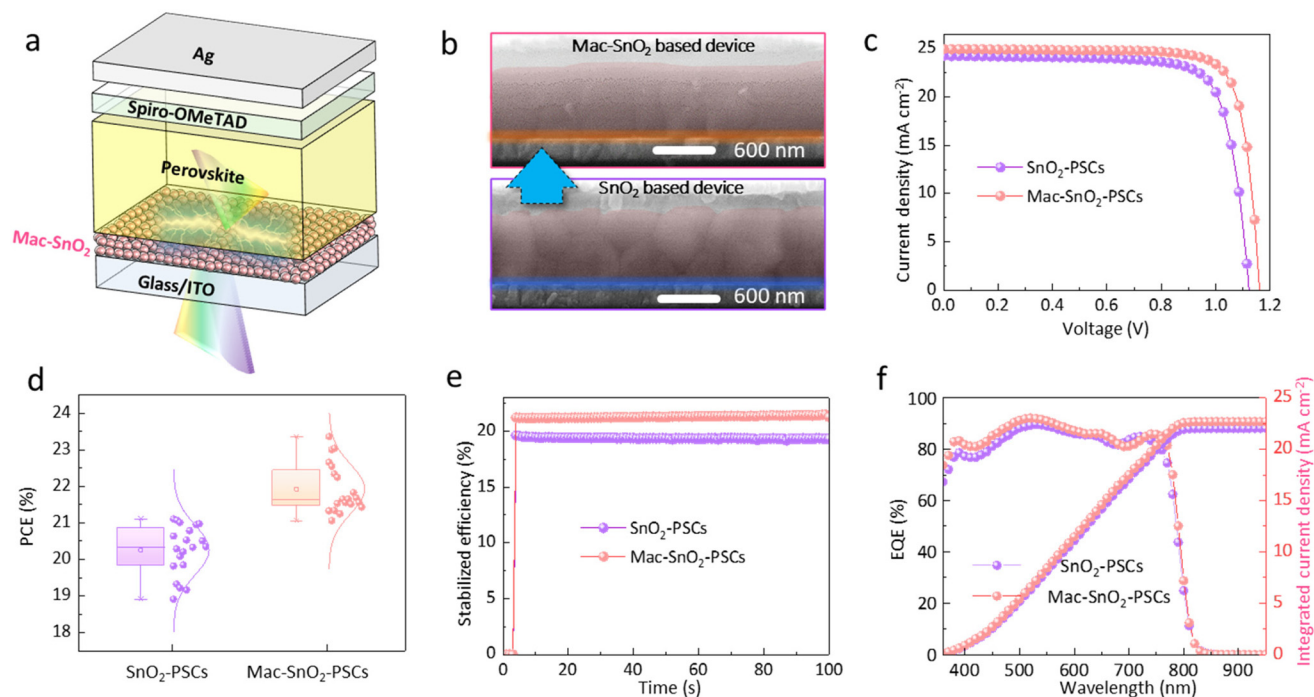 a
Ag
Spiro-OMeTAD
Perovskite
Mac-SnO₂
Glass/ITO
b
Mac-SnO₂ based device
600 nm
SnO₂ based device
600 nm
c
Current density (mA cm⁻²)
25
20
15
10
5
0
SnO₂-PSCs
Mac-SnO₂-PSCs
0.0 0.2 0.4 0.6 0.8 1.0 1.2
Voltage (V)
d
PCE (%)
24
23
22
21
20
19
18
SnO₂-PSCs Mac-SnO₂-PSCs
e
Stabilized efficiency (%)
20
15
10
5
0
SnO₂-PSCs
Mac-SnO₂-PSCs
0 20 40 60 80 100
Time (s)
f
EQE (%)
100
80
60
40
20
0
SnO₂-PSCs
Mac-SnO₂-PSCs
400 500 600 700 800 900
Wavelength (nm)
25
20
15
10
5
0
Integrated current density (mA cm⁻²)